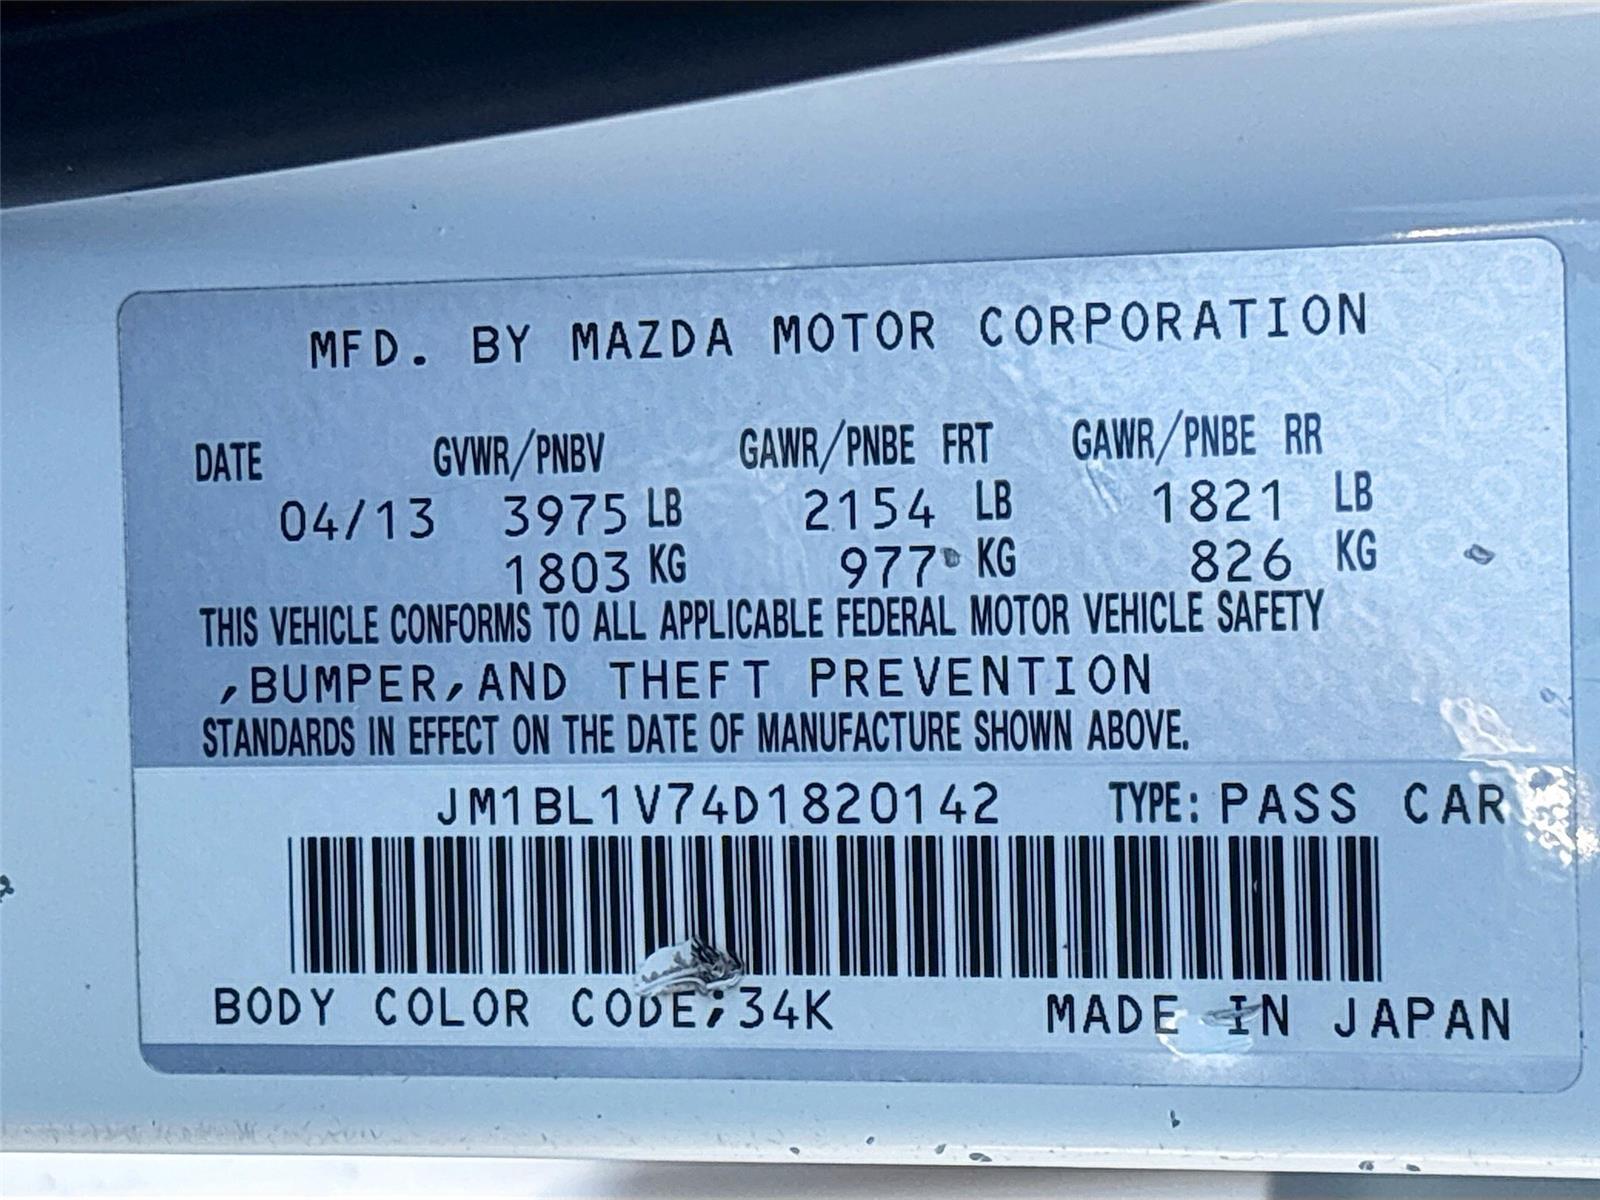 MFD. BY MAZDA MOTOR CORPORATION
DATE GVWR/PNBV GAWR/PNBE FRT GAWR/PNBE RR
04/13 3975 LB 2154 LB 1821 LB
1803 KG 977 KG 826 KG
THIS VEHICLE CONFORMS TO ALL APPLICABLE FEDERAL MOTOR VEHICLE SAFETY
,BUMPER,AND THEFT PREVENTION
STANDARDS IN EFFECT ON THE DATE OF MANUFACTURE SHOWN ABOVE.
JM1BL1V74D1820142 TYPE: PASS CAR
BODY COLOR CODE;34K MADE IN JAPAN